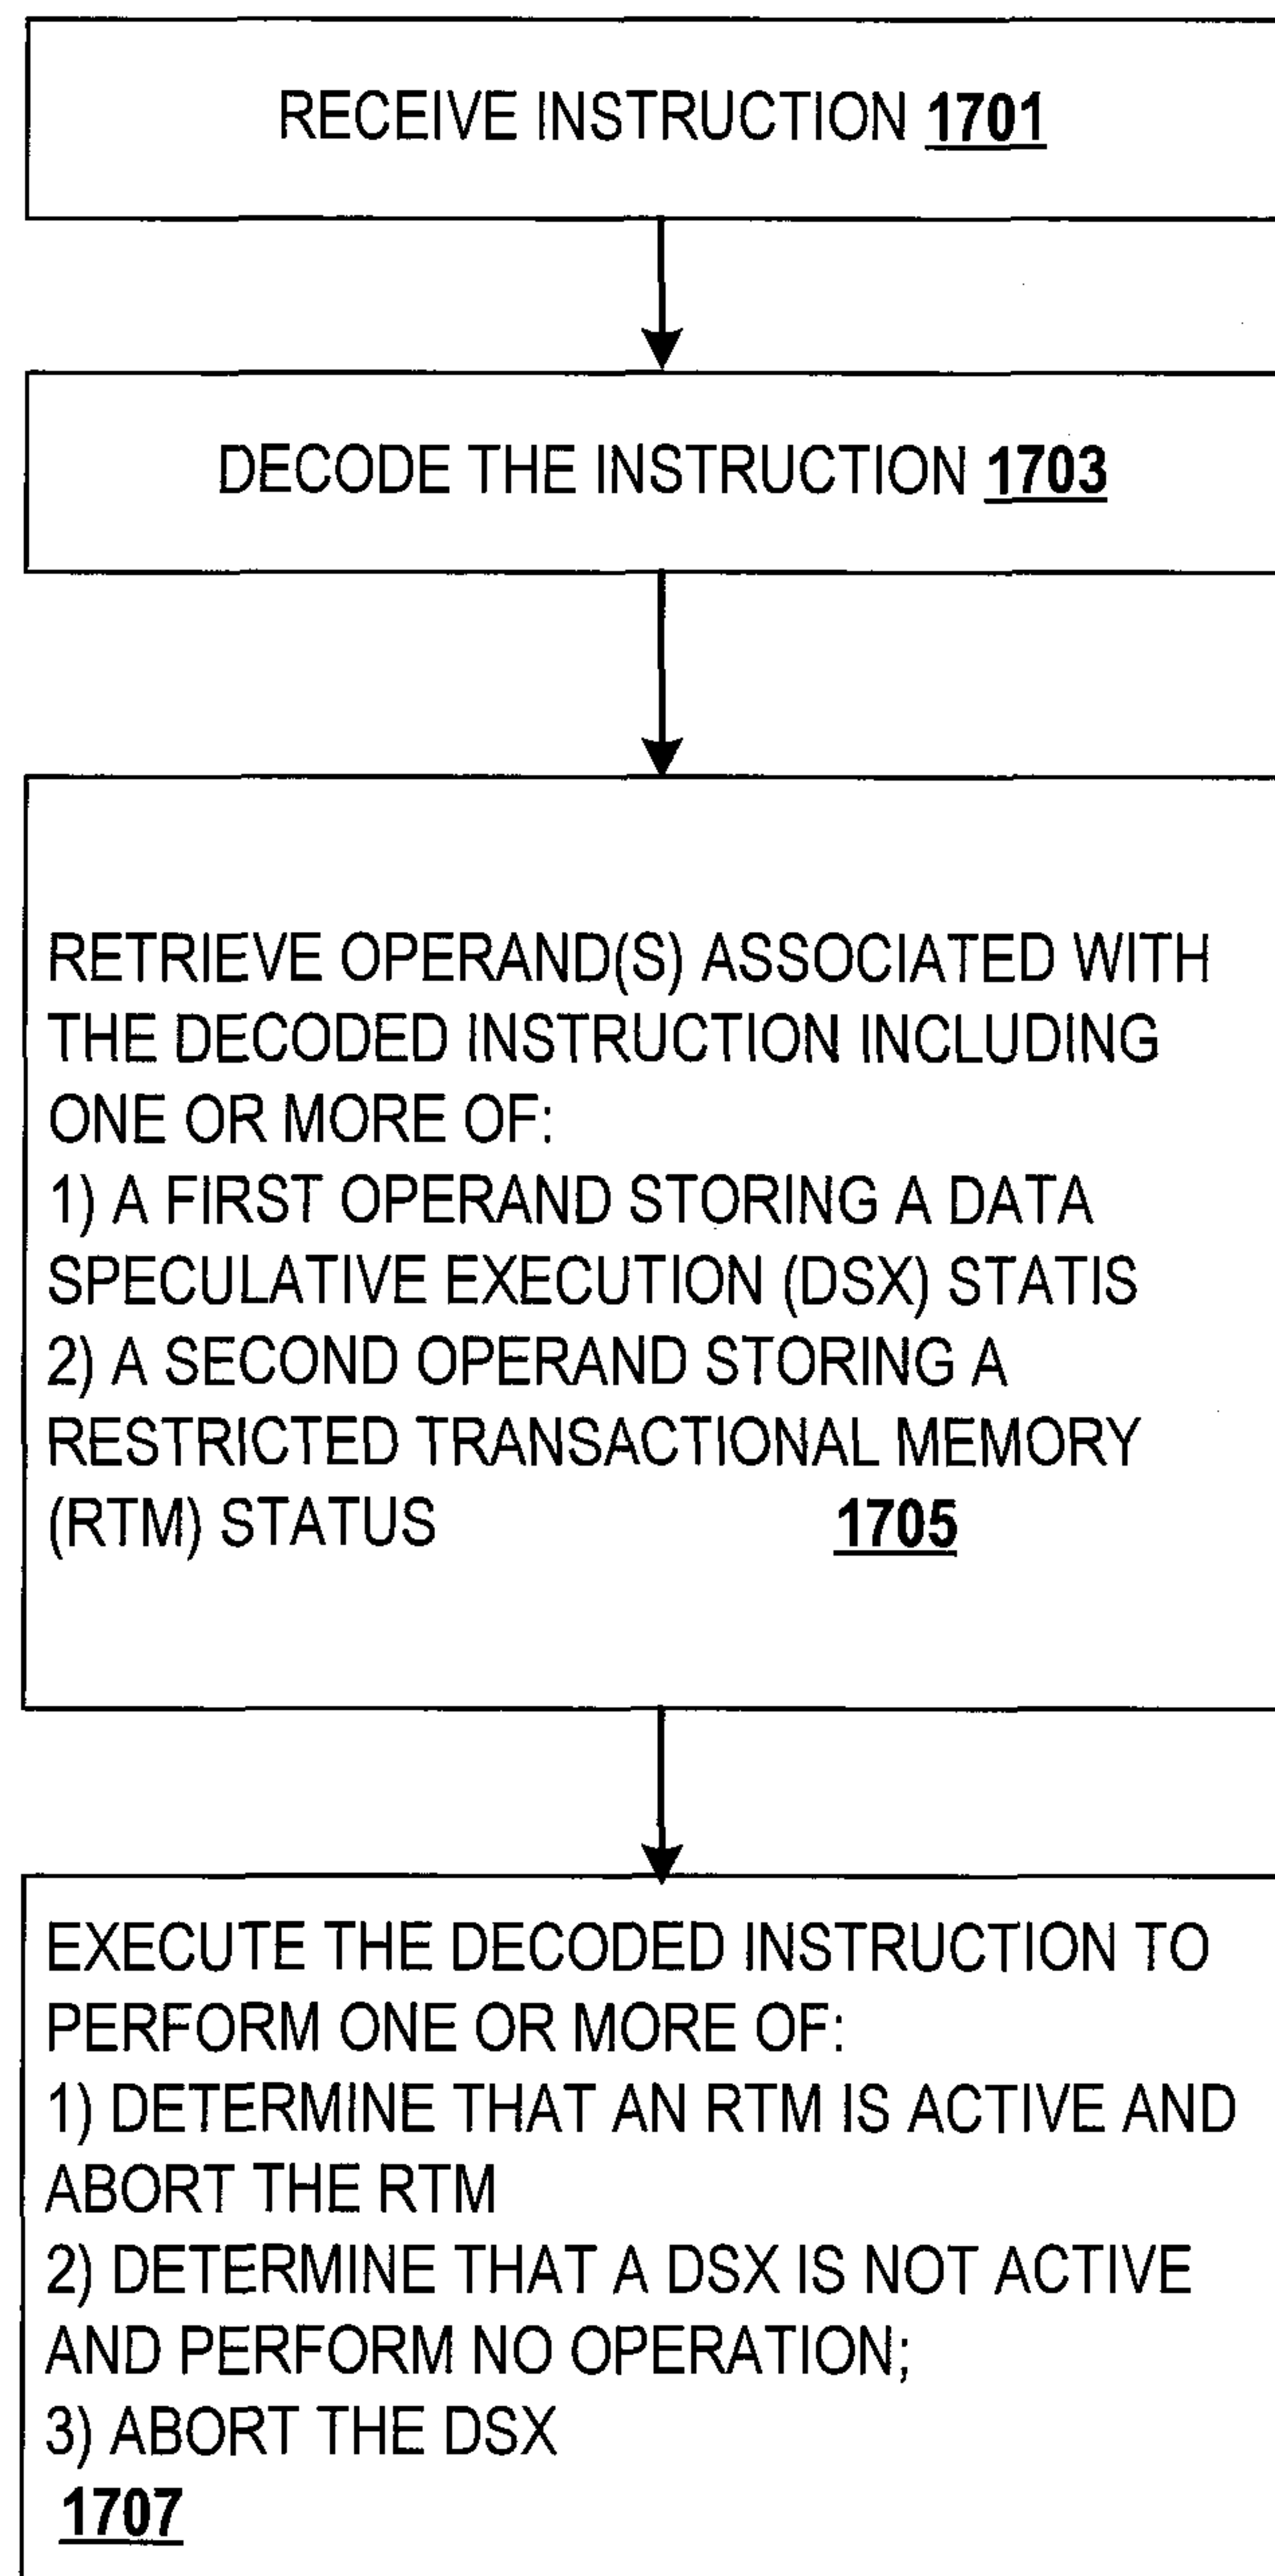 RECEIVE INSTRUCTION 1701
DECODE THE INSTRUCTION 1703
RETRIEVE OPERAND(S) ASSOCIATED WITH
THE DECODED INSTRUCTION INCLUDING
ONE OR MORE OF:
1) A FIRST OPERAND STORING A DATA
SPECULATIVE EXECUTION (DSX) STATIS
2) A SECOND OPERAND STORING A
RESTRICTED TRANSACTIONAL MEMORY
(RTM) STATUS 1705
EXECUTE THE DECODED INSTRUCTION TO
PERFORM ONE OR MORE OF:
1) DETERMINE THAT AN RTM IS ACTIVE AND
ABORT THE RTM
2) DETERMINE THAT A DSX IS NOT ACTIVE
AND PERFORM NO OPERATION;
3) ABORT THE DSX
1707